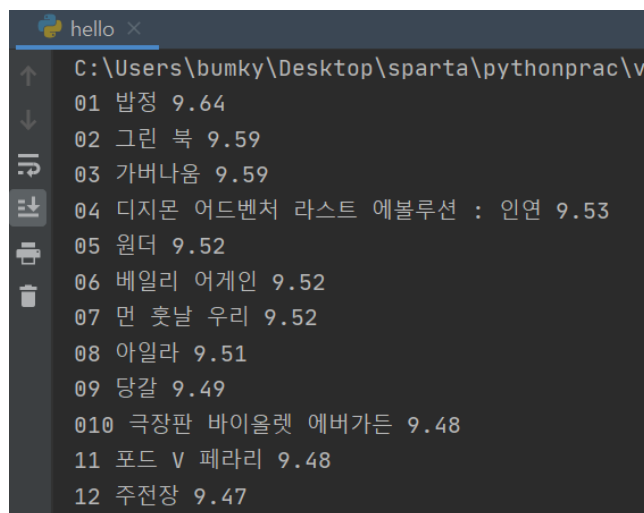 hello
C:\Users\bumky\Desktop\sparta\pythonprac\v
01 밥정 9.64
02 그린 북 9.59
03 가버나움 9.59
04 디지몬 어드벤처 라스트 에볼루션 : 인연 9.53
05 원더 9.52
06 베일리 어게인 9.52
07 먼 훗날 우리 9.52
08 아일라 9.51
09 당갈 9.49
010 극장판 바이올렛 에버가든 9.48
11 포드 V 페라리 9.48
12 주전장 9.47